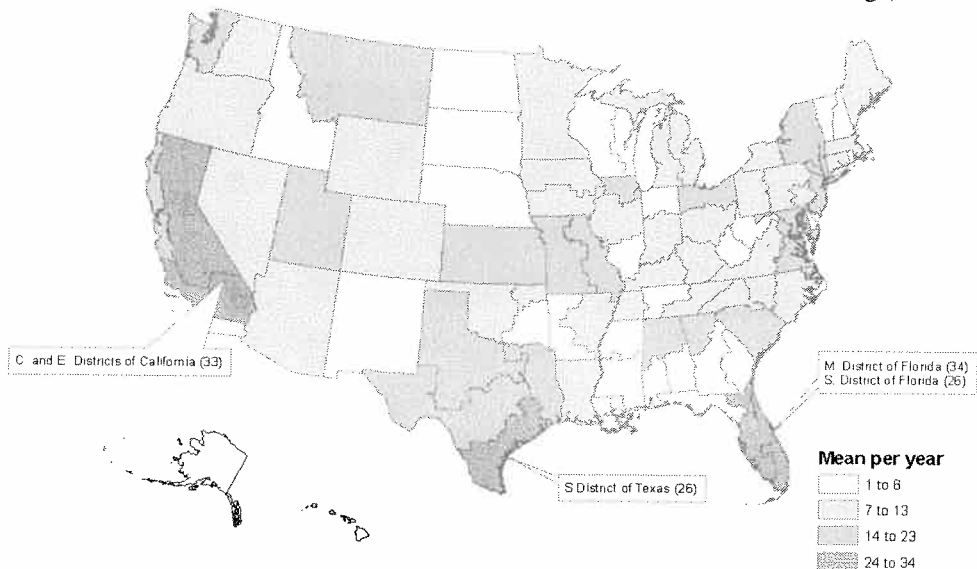 C and E Districts of California (33)
M District of Florida (34)
S. District of Florida (26)
S District of Texas (26)
Mean per year
1 to 6
7 to 13
14 to 23
24 to 34